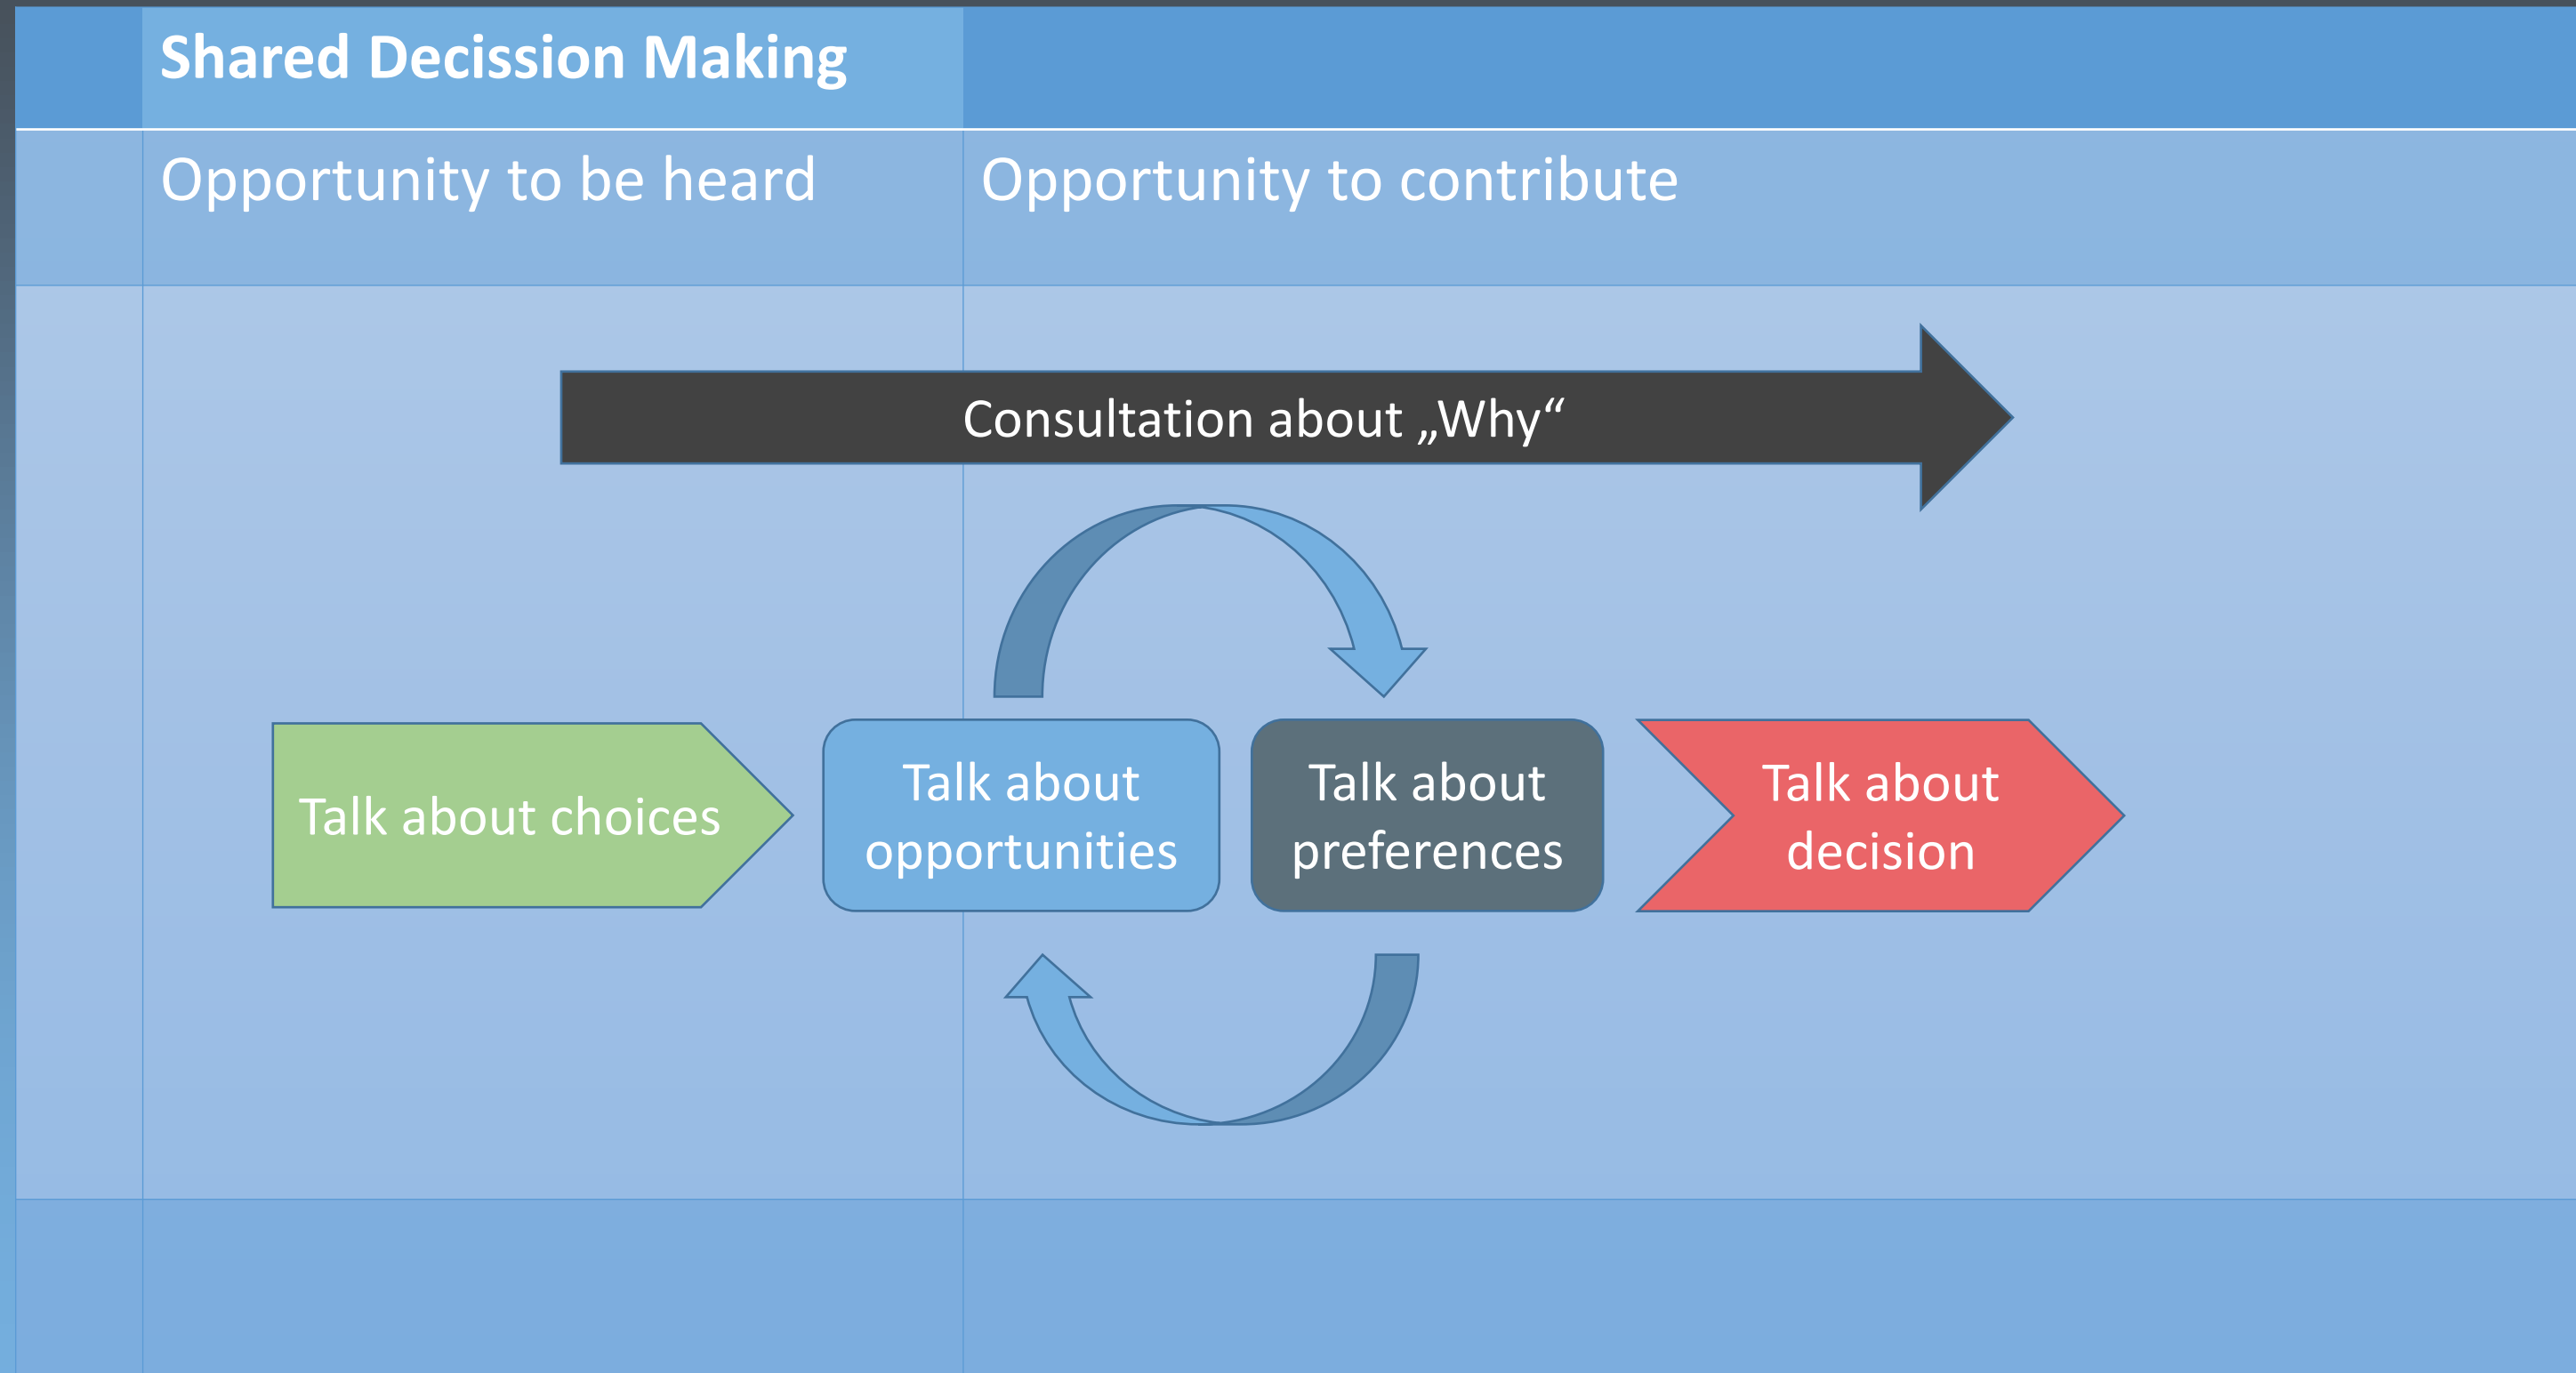 Shared Decission Making
Opportunity to be heard
Opportunity to contribute
Consultation about „Why“
Talk about choices
Talk about
opportunities
Talk about
preferences
Talk about
decision